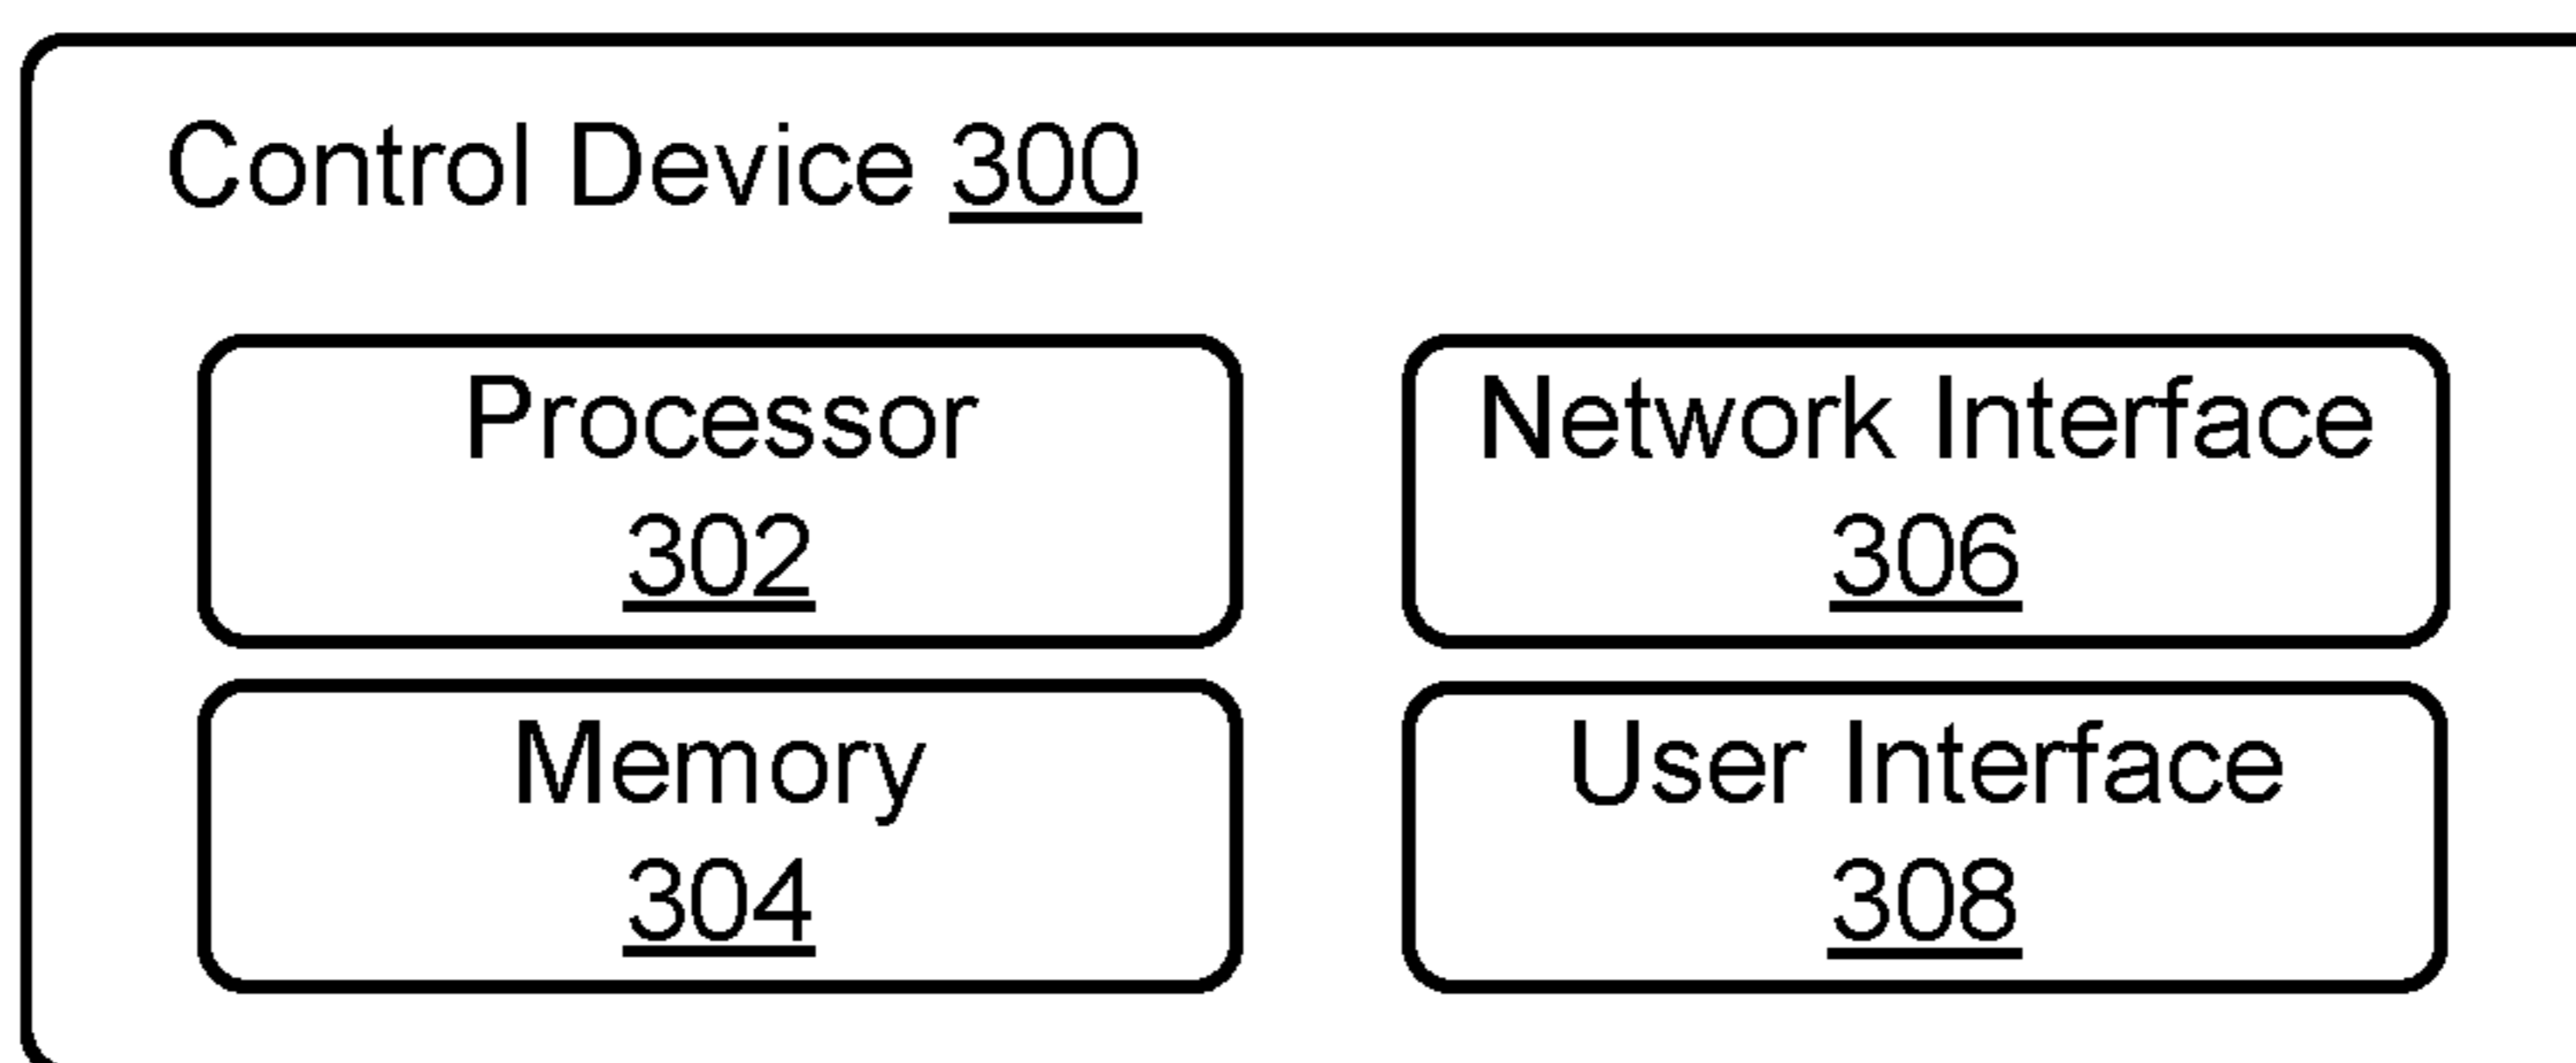 Control Device 300
Processor
302
Network Interface
306
Memory
304
User Interface
308